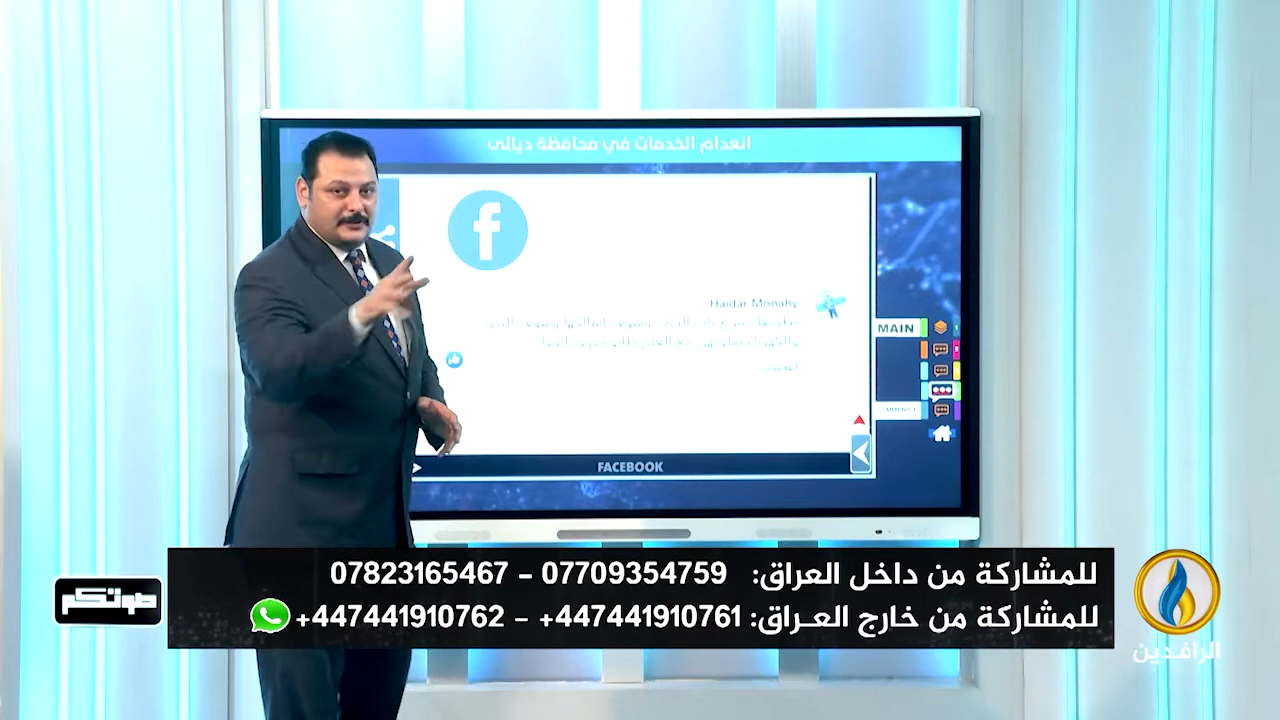 انعدام الخدمات في محافظة ديالى
f
Haidar Monahy
MAIN
FACEBOOK
للمشاركة من داخل العراق: 07709354759 - 07823165467
للمشاركة من خارج العـراق: 447441910761+ - 447441910762+
صوتكم
الرافدين